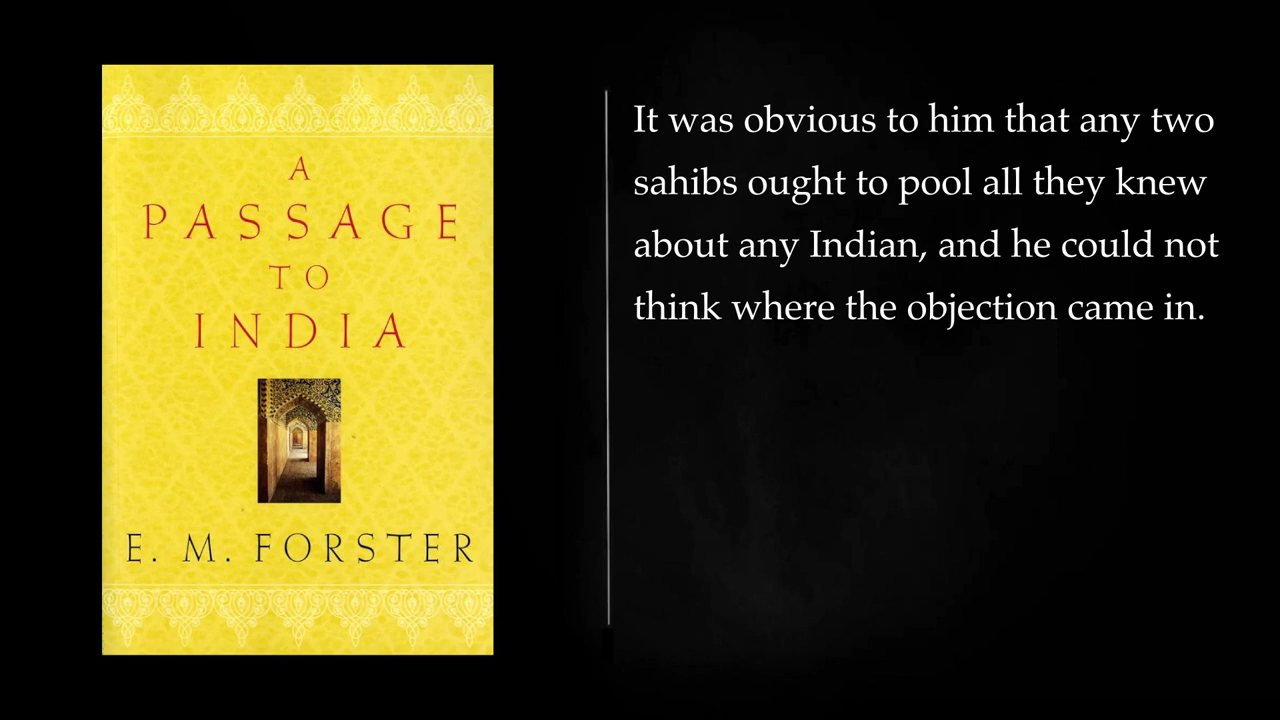 A
PASSAGE
TO
INDIA
E. M. FORSTER
It was obvious to him that any two
sahibs ought to pool all they knew
about any Indian, and he could not
think where the objection came in.